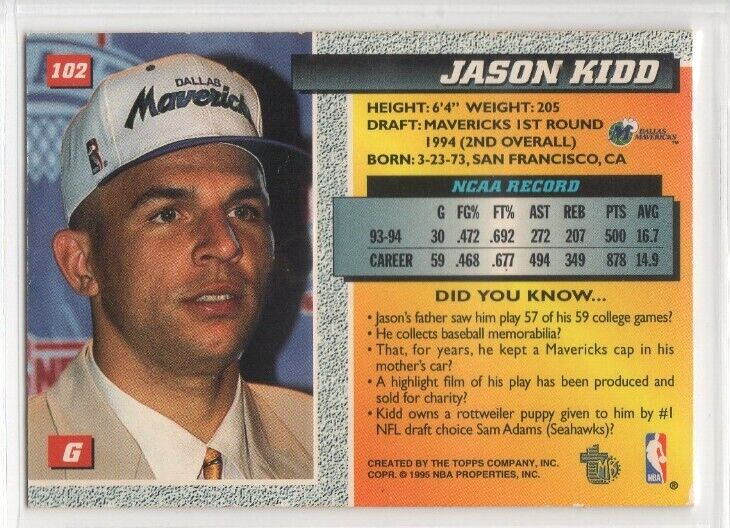 102
JASON KIDD
DALLAS
Mavericks
HEIGHT: 6'4" WEIGHT: 205
DRAFT: MAVERICKS 1ST ROUND
1994 (2ND OVERALL)
BORN: 3-23-73, SAN FRANCISCO, CA
DALLAS
MAVERICKS
TM
NCAA RECORD
G FG% FT% AST REB PTS AVG
93-94 30 .472 .692 272 207 500 16.7
CAREER 59 .468 .677 494 349 878 14.9
DID YOU KNOW...
• Jason's father saw him play 57 of his 59 college games?
• He collects baseball memorabilia?
• That, for years, he kept a Mavericks cap in his
mother's car?
• A highlight film of his play has been produced and
sold for charity?
• Kidd owns a rottweiler puppy given to him by #1
NFL draft choice Sam Adams (Seahawks)?
G
CREATED BY THE TOPPS COMPANY, INC.
COPR. © 1995 NBA PROPERTIES, INC.
NBA
®